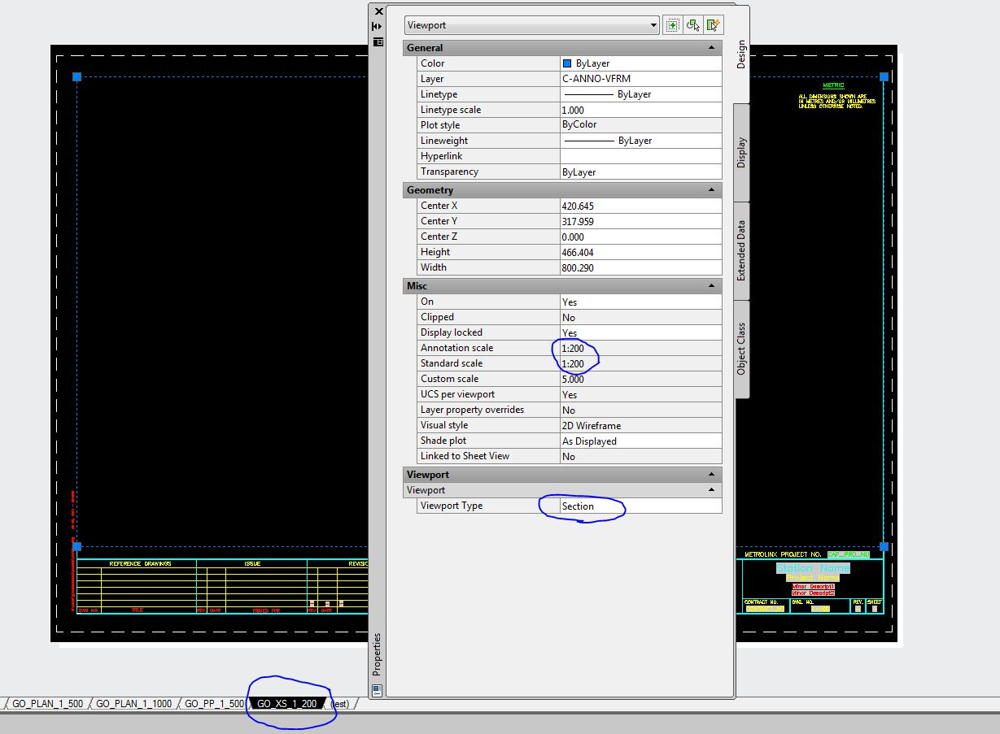 Viewport
General
Color ByLayer
Layer C-ANNO-VFRM
Linetype ByLayer
Linetype scale 1.000
Plot style ByColor
Lineweight ByLayer
Hyperlink
Transparency ByLayer
Geometry
Center X 420.645
Center Y 317.959
Center Z 0.000
Height 466.404
Width 800.290
Misc
On Yes
Clipped No
Display locked Yes
Annotation scale 1:200
Standard scale 1:200
Custom scale 5.000
UCS per viewport Yes
Layer property overrides No
Visual style 2D Wireframe
Shade plot As Displayed
Linked to Sheet View No
Viewport
Viewport
Viewport Type Section
Properties
Design
Display
Extended Data
Object Class
METRIC
ALL DIMENSIONS SHOWN ARE
IN METRES AND/OR MILLIMETRES
UNLESS OTHERWISE NOTED.
REFERENCE DRAWINGS ISSUE REVISIO
DWG NO. TITLE REV. DATE ISSUED FOR REV. DATE
METROLINX PROJECT NO. CAP_PRO_NU
Station Name
Project Name
Minor Descript1
Minor Descript2
CONTRACT NO. DWG. NO. REV. SHEET
CONTRACT_NO
GO_PLAN_1_500 GO_PLAN_1_1000 GO_PP_1_500 GO_XS_1_200 (test)